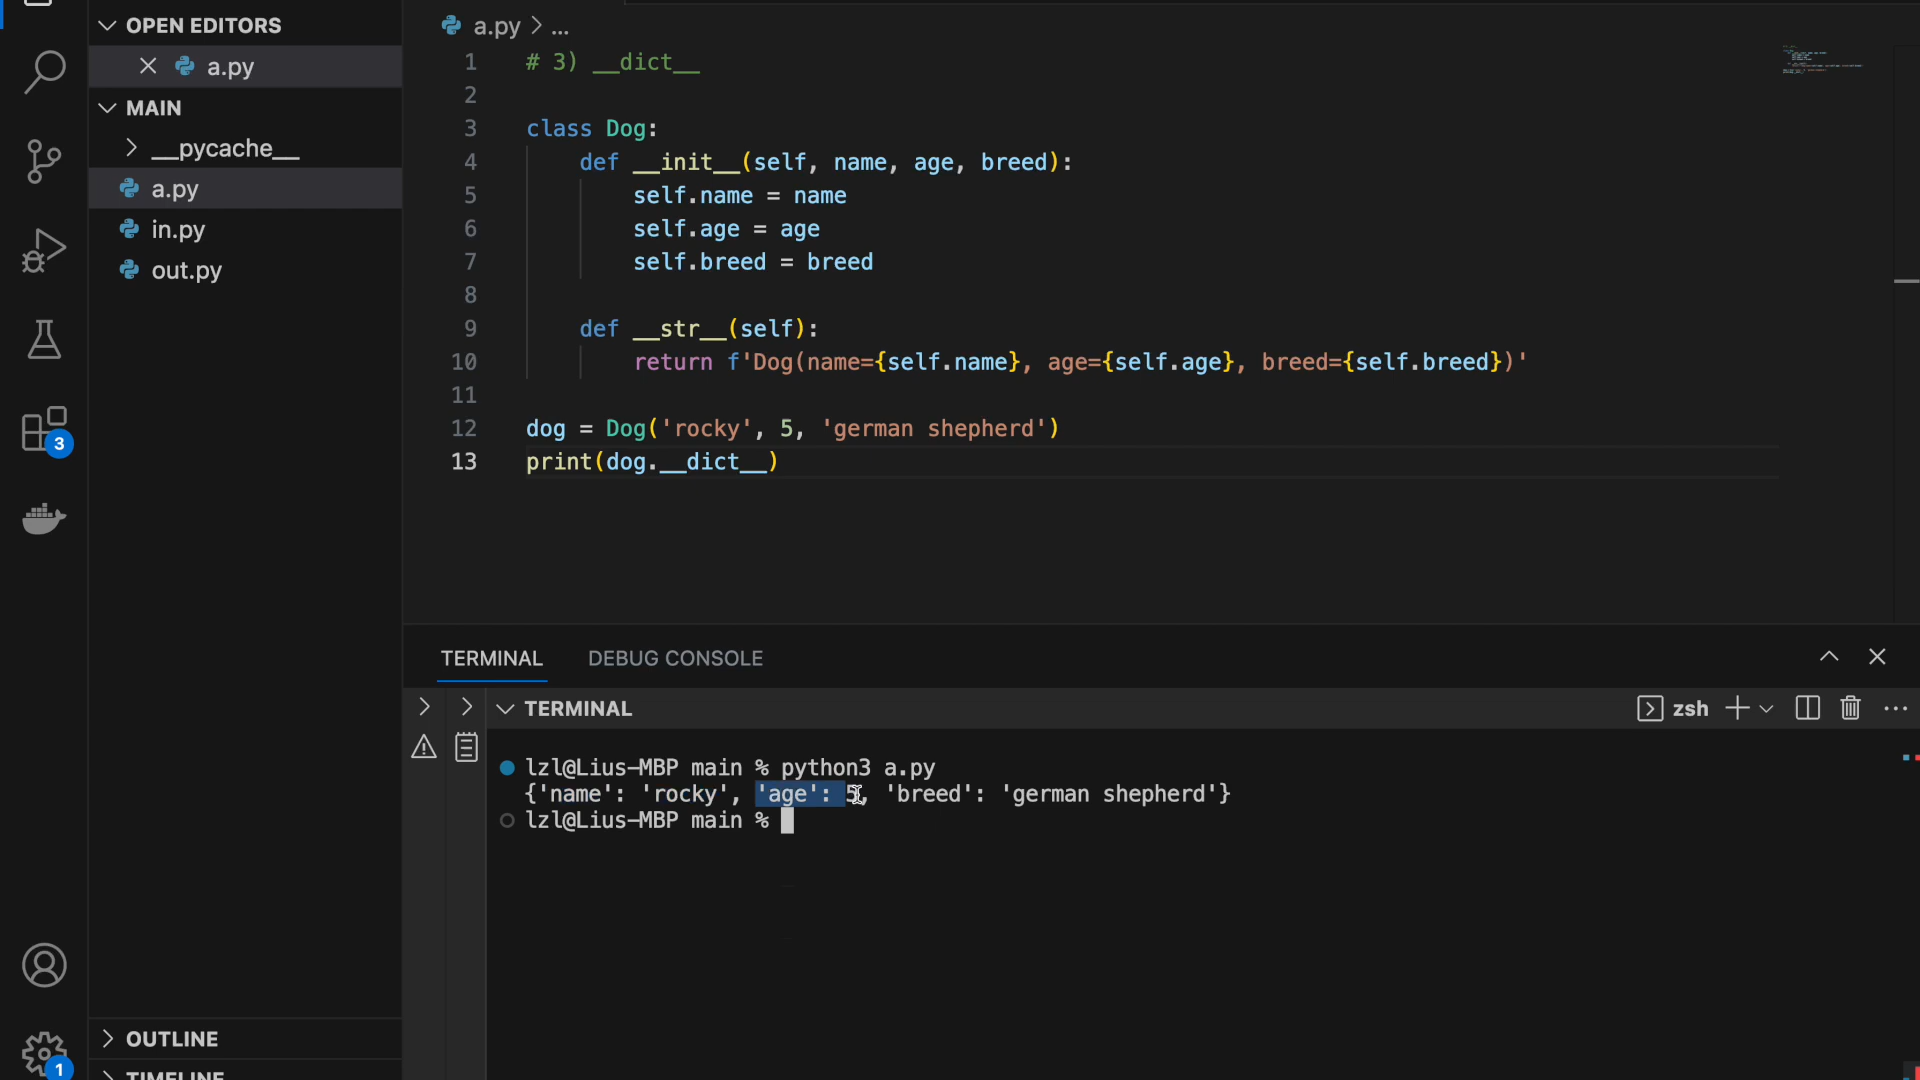 OPEN EDITORS
a.py
MAIN
__pycache__
a.py
in.py
out.py
3
OUTLINE
TIMELINE
1
a.py > ...
1 # 3) __dict__
2
3 class Dog:
4 def __init__(self, name, age, breed):
5 self.name = name
6 self.age = age
7 self.breed = breed
8
9 def __str__(self):
10 return f'Dog(name={self.name}, age={self.age}, breed={self.breed})'
11
12 dog = Dog('rocky', 5, 'german shepherd')
13 print(dog.__dict__)
TERMINAL DEBUG CONSOLE
TERMINAL zsh
lzl@Lius-MBP main % python3 a.py
{'name': 'rocky', 'age': 5, 'breed': 'german shepherd'}
lzl@Lius-MBP main %